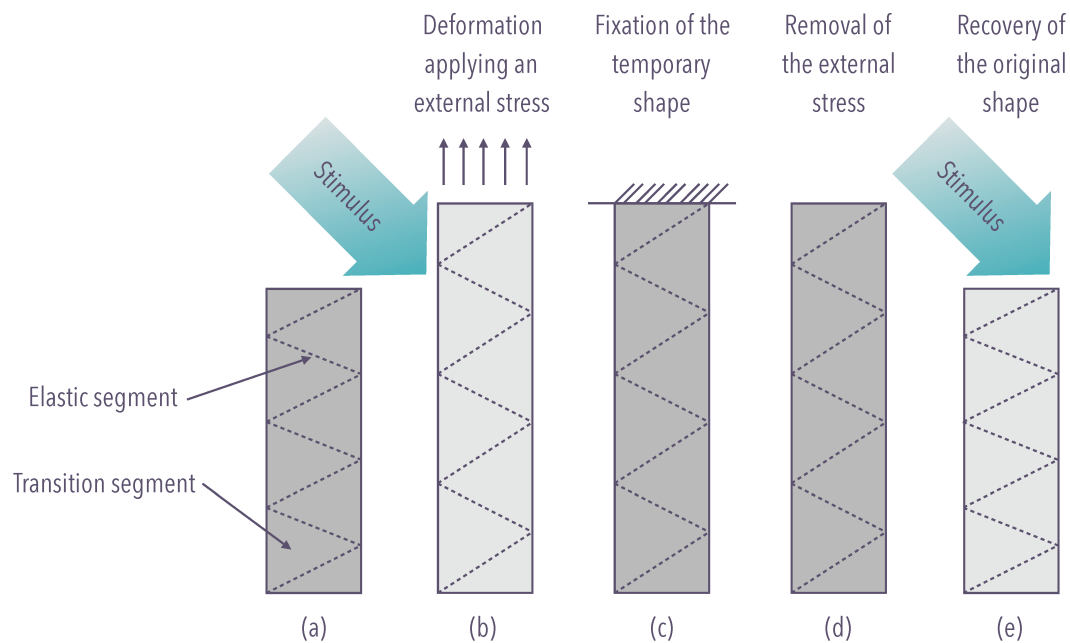 Deformation
applying an
external stress
Fixation of the
temporary
shape
Removal of
the external
stress
Recovery of
the original
shape
Stimulus
Stimulus
Elastic segment
Transition segment
(a)
(b)
(c)
(d)
(e)